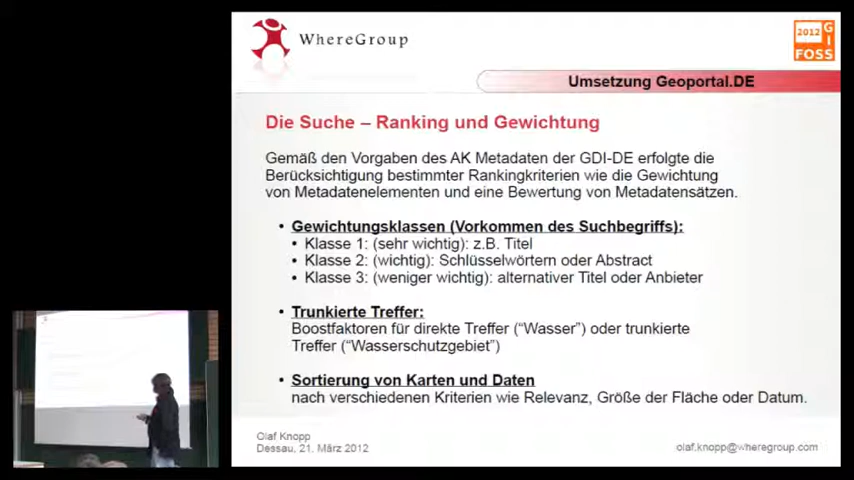 WhereGroup
2012
G
I
FOSS
Umsetzung Geoportal.DE
Die Suche – Ranking und Gewichtung
Gemäß den Vorgaben des AK Metadaten der GDI-DE erfolgte die
Berücksichtigung bestimmter Rankingkriterien wie die Gewichtung
von Metadatenelementen und eine Bewertung von Metadatensätzen.
• Gewichtungsklassen (Vorkommen des Suchbegriffs):
• Klasse 1: (sehr wichtig): z.B. Titel
• Klasse 2: (wichtig): Schlüsselwörtern oder Abstract
• Klasse 3: (weniger wichtig): alternativer Titel oder Anbieter
• Trunkierte Treffer:
Boostfaktoren für direkte Treffer (“Wasser”) oder trunkierte
Treffer (“Wasserschutzgebiet”)
• Sortierung von Karten und Daten
nach verschiedenen Kriterien wie Relevanz, Größe der Fläche oder Datum.
Olaf Knopp
Dessau, 21. März 2012
olaf.knopp@wheregroup.com